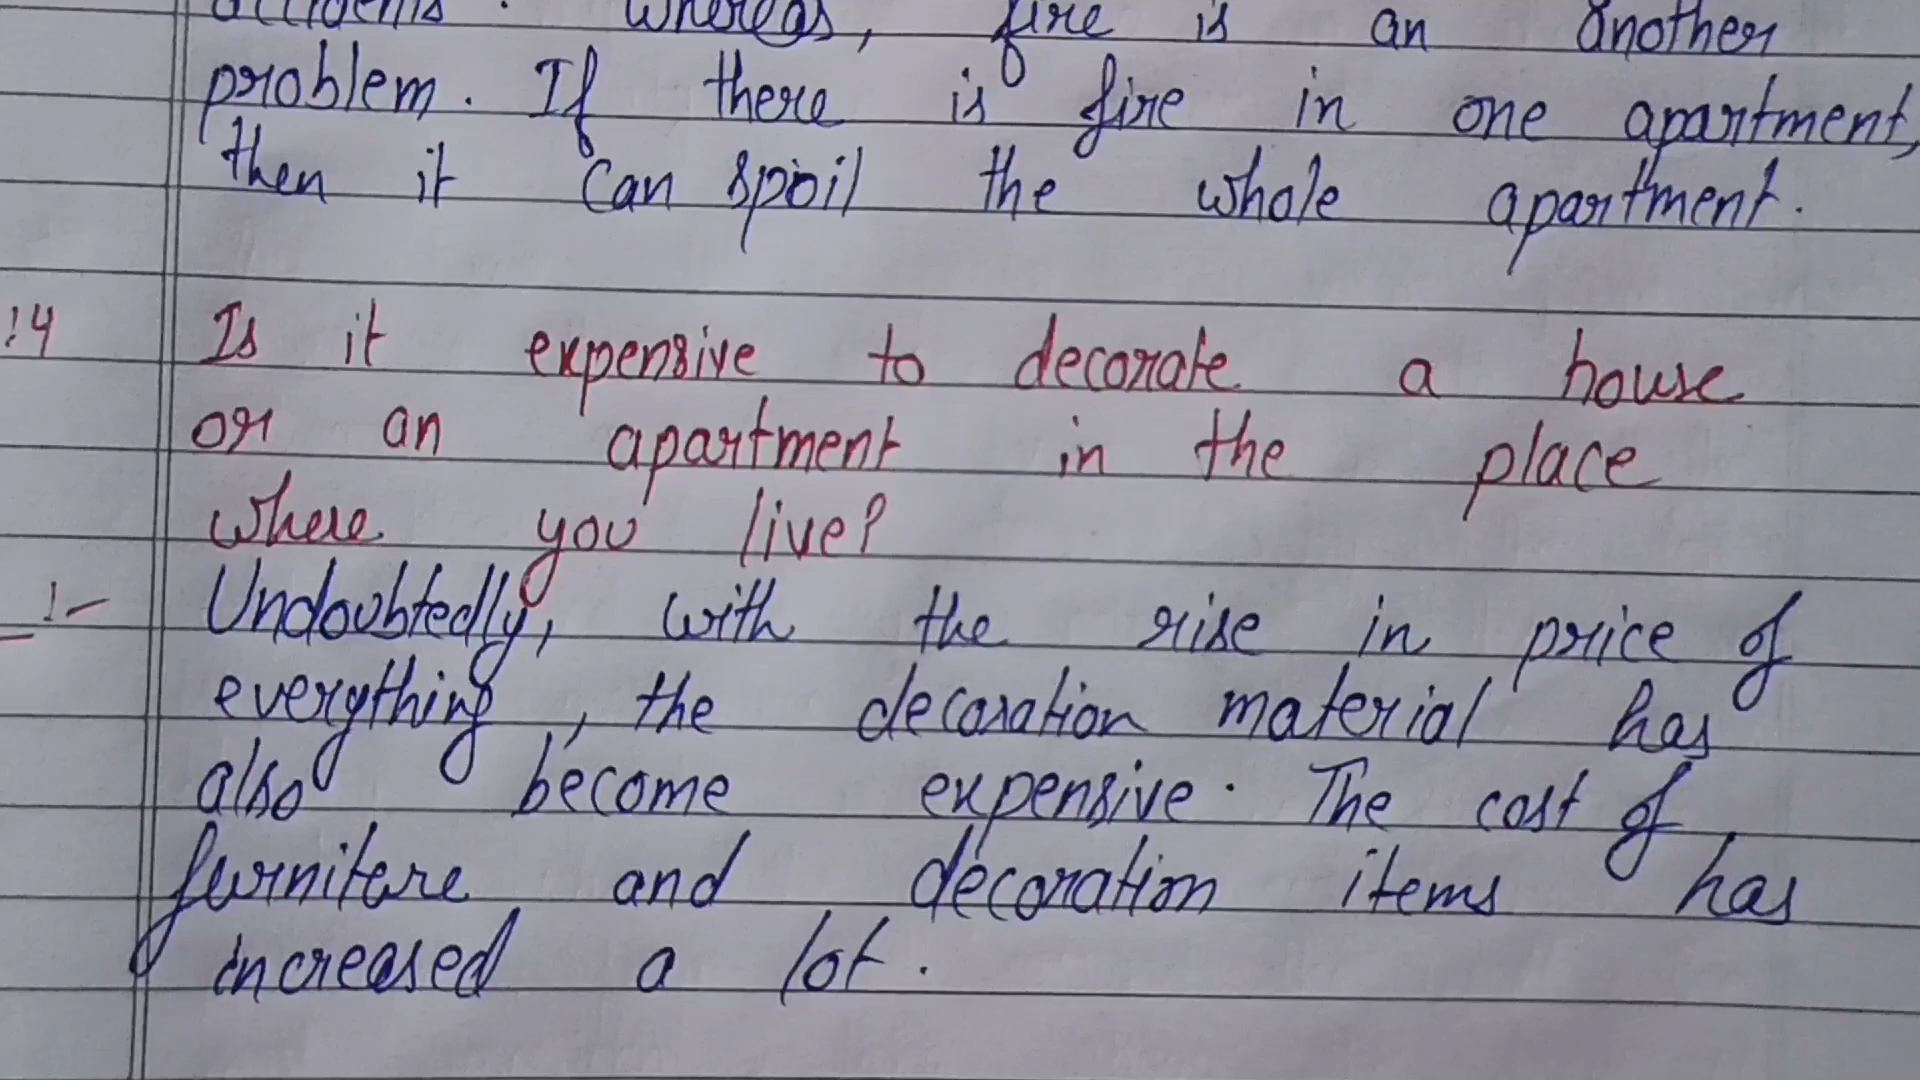 accidents. Whereas, fire is an another
problem. If there is fire in one apartment,
then it can spoil the whole apartment.
:4 Is it expensive to decorate a house
or an apartment in the place
where you live?
:- Undoubtedly, with the rise in price of
everything, the decoration material has
also become expensive. The cost of
furniture and decoration items has
increased a lot.